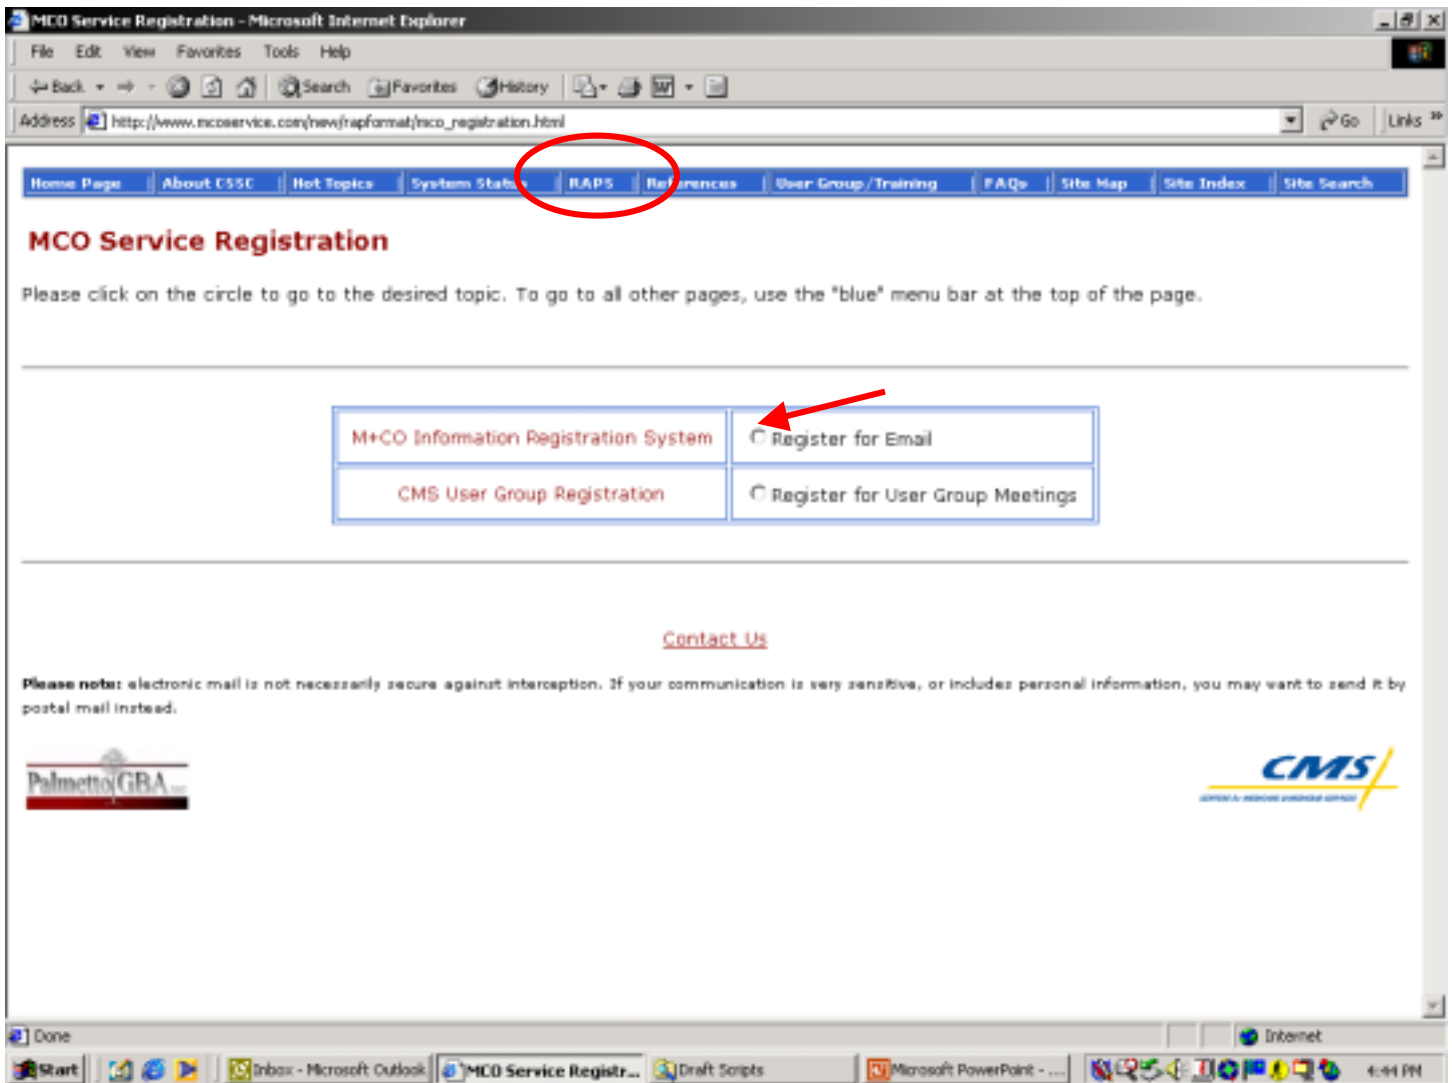 MCO Service Registration - Microsoft Internet Explorer
File Edit View Favorites Tools Help
Back Search Favorites History
Address http://www.mcoservice.com/new/rapformat/mco_registration.html Go Links »
Home Page About CSSC Hot Topics System Status RAPS References User Group/Training FAQs Site Map Site Index Site Search
MCO Service Registration
Please click on the circle to go to the desired topic. To go to all other pages, use the "blue" menu bar at the top of the page.
M+CO Information Registration System Register for Email
CMS User Group Registration Register for User Group Meetings
Contact Us
Please note: electronic mail is not necessarily secure against interception. If your communication is very sensitive, or includes personal information, you may want to send it by
postal mail instead.
Palmetto GBA
CMS
CENTERS for MEDICARE & MEDICAID SERVICES
Done Internet
Start Inbox - Microsoft Outlook MCO Service Registr... Draft Scripts Microsoft PowerPoint - .... 4:44 PM